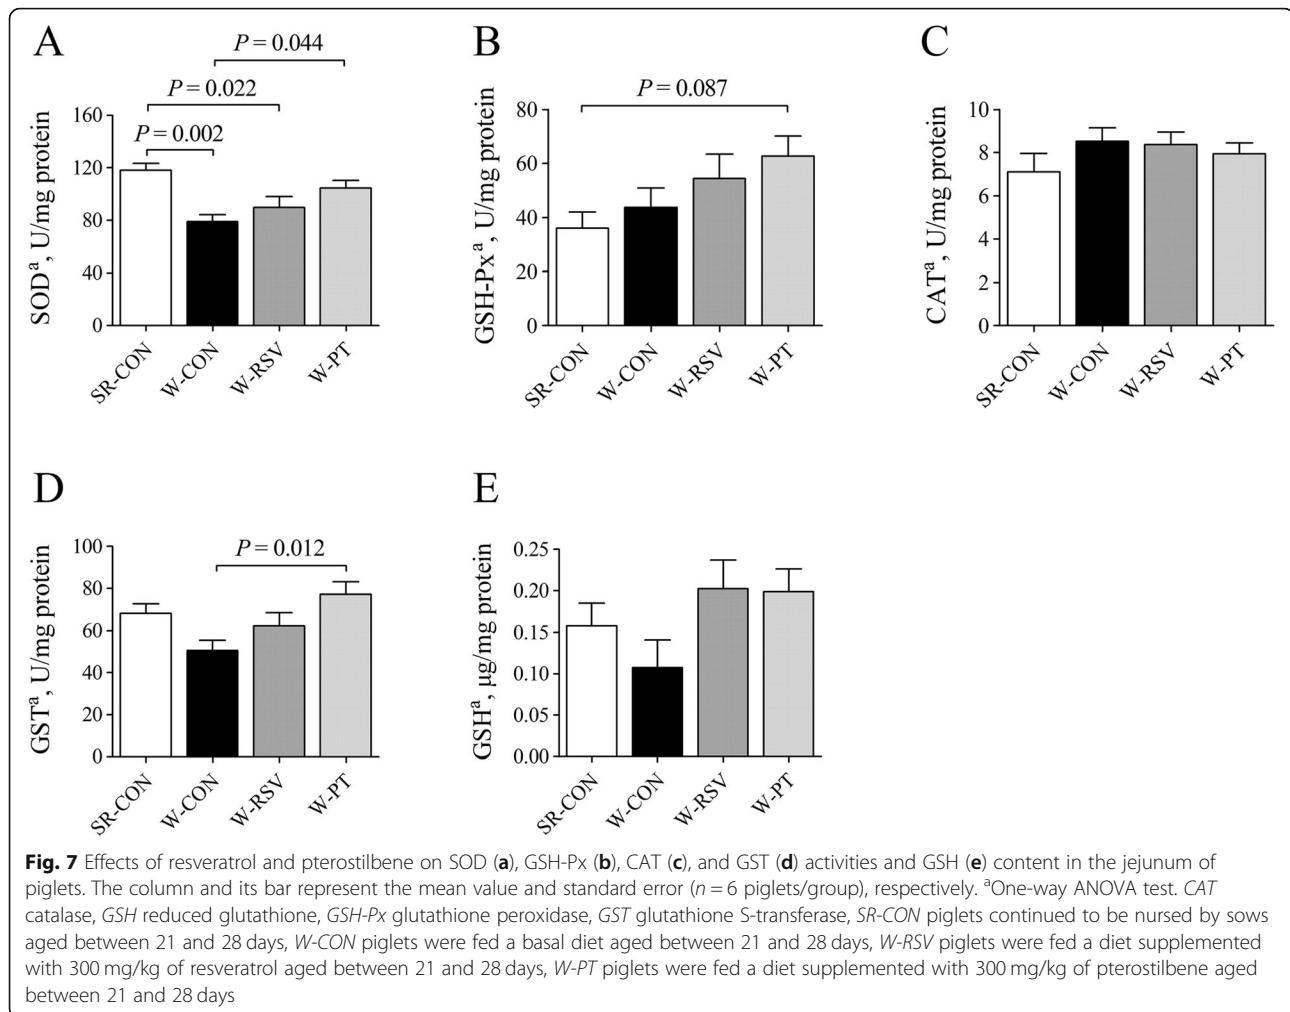 A
P = 0.044
P = 0.022
P = 0.002
SODᵃ, U/mg protein
160
120
80
40
0
SR-CON
W-CON
W-RSV
W-PT
B
P = 0.087
GSH-Pxᵃ, U/mg protein
80
60
40
20
0
SR-CON
W-CON
W-RSV
W-PT
C
CATᵃ, U/mg protein
10
8
6
4
2
0
SR-CON
W-CON
W-RSV
W-PT
D
P = 0.012
GSTᵃ, U/mg protein
100
80
60
40
20
0
SR-CON
W-CON
W-RSV
W-PT
E
GSHᵃ, µg/mg protein
0.25
0.20
0.15
0.10
0.05
0.00
SR-CON
W-CON
W-RSV
W-PT
Fig. 7 Effects of resveratrol and pterostilbene on SOD (a), GSH-Px (b), CAT (c), and GST (d) activities and GSH (e) content in the jejunum of
piglets. The column and its bar represent the mean value and standard error (n = 6 piglets/group), respectively. ᵃOne-way ANOVA test. CAT
catalase, GSH reduced glutathione, GSH-Px glutathione peroxidase, GST glutathione S-transferase, SR-CON piglets continued to be nursed by sows
aged between 21 and 28 days, W-CON piglets were fed a basal diet aged between 21 and 28 days, W-RSV piglets were fed a diet supplemented
with 300 mg/kg of resveratrol aged between 21 and 28 days, W-PT piglets were fed a diet supplemented with 300 mg/kg of pterostilbene aged
between 21 and 28 days